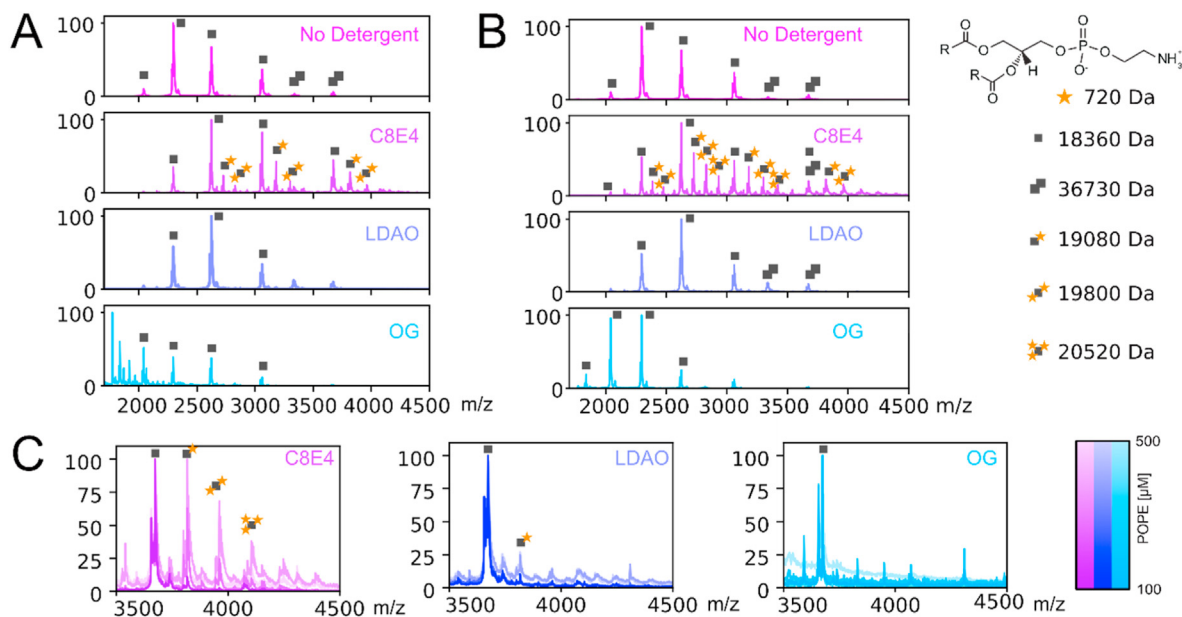 A
100
No Detergent
0
100
C8E4
0
100
LDAO
0
100
OG
0
2000 2500 3000 3500 4000 4500 m/z
B
100
No Detergent
0
100
C8E4
0
100
LDAO
0
100
OG
0
2000 2500 3000 3500 4000 4500 m/z
R O O R O O H O P O O- O NH3+
720 Da
18360 Da
36730 Da
19080 Da
19800 Da
20520 Da
C
100
C8E4
75
50
25
0
3500 4000 4500 m/z
100
LDAO
75
50
25
0
3500 4000 4500 m/z
100
OG
75
50
25
0
3500 4000 4500 m/z
500
POPE [µM]
100